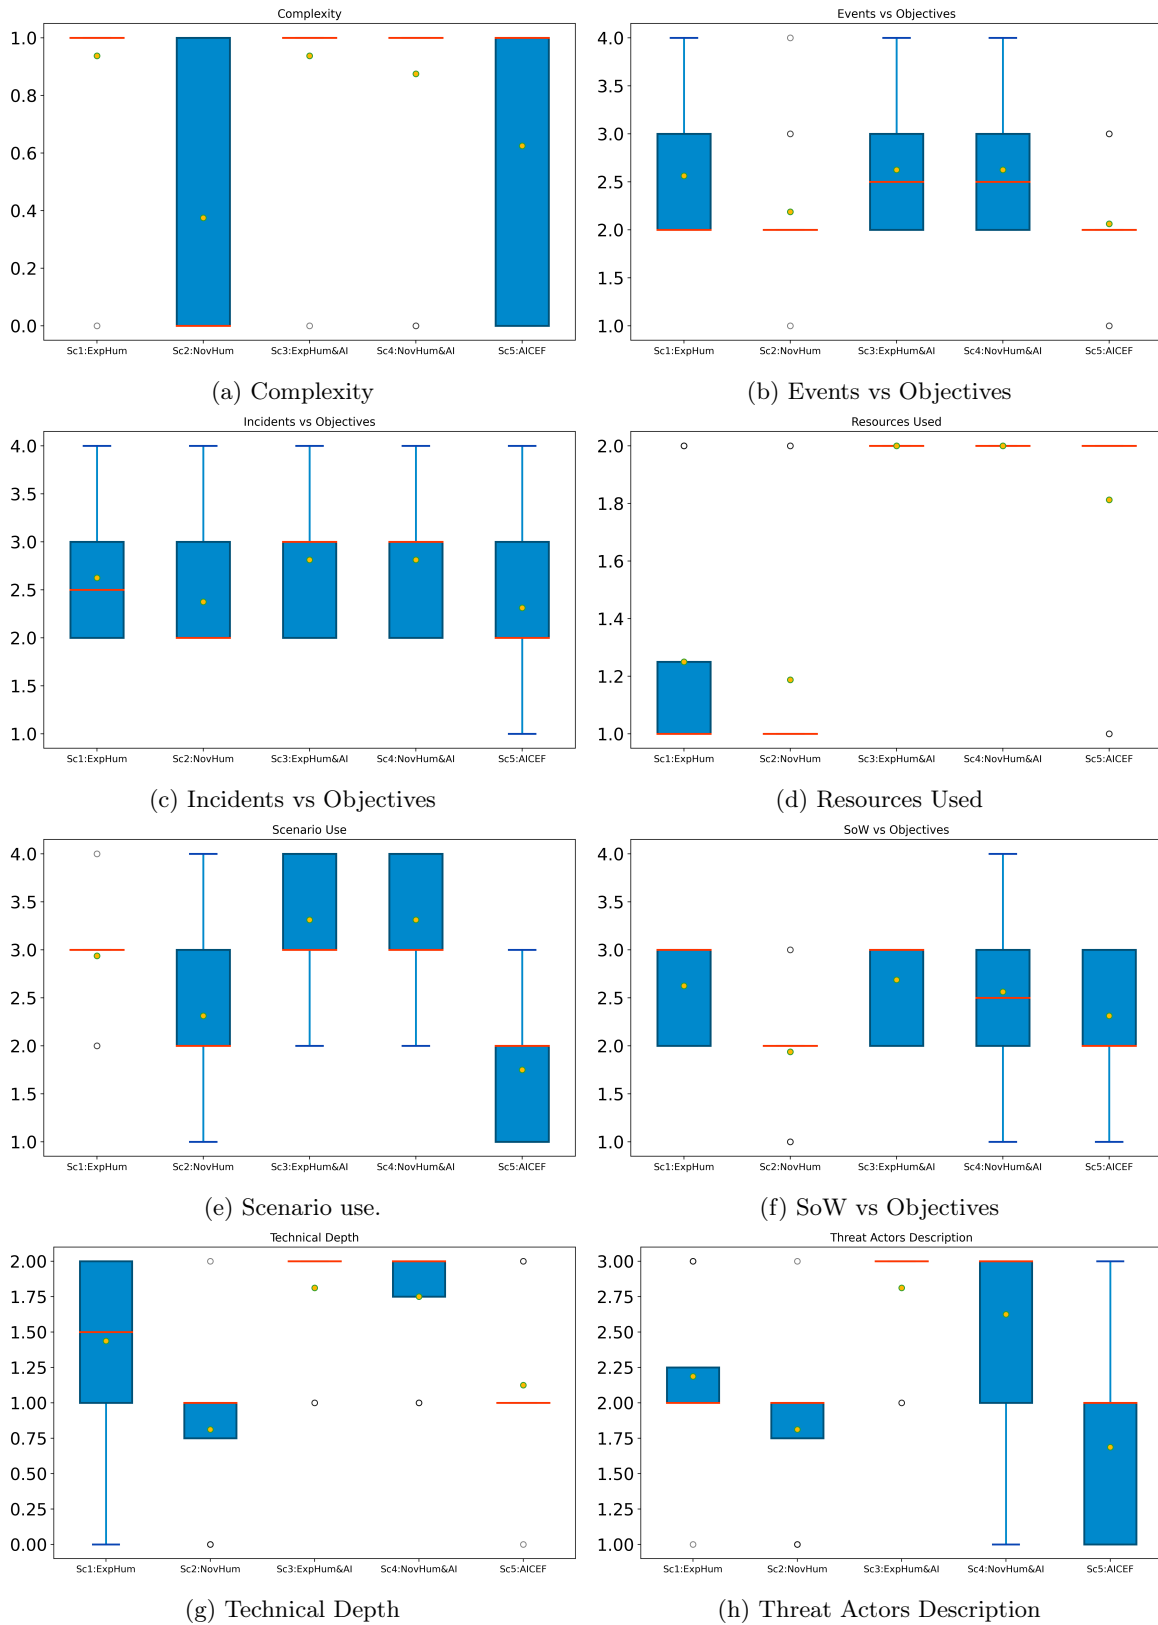 Complexity
1.0
0.8
0.6
0.4
0.2
0.0
Sc1:ExpHum Sc2:NovHum Sc3:ExpHum&AI Sc4:NovHum&AI Sc5:AICEF
(a) Complexity
Events vs Objectives
4.0
3.5
3.0
2.5
2.0
1.5
1.0
Sc1:ExpHum Sc2:NovHum Sc3:ExpHum&AI Sc4:NovHum&AI Sc5:AICEF
(b) Events vs Objectives
Incidents vs Objectives
4.0
3.5
3.0
2.5
2.0
1.5
1.0
Sc1:ExpHum Sc2:NovHum Sc3:ExpHum&AI Sc4:NovHum&AI Sc5:AICEF
(c) Incidents vs Objectives
Resources Used
2.0
1.8
1.6
1.4
1.2
1.0
Sc1:ExpHum Sc2:NovHum Sc3:ExpHum&AI Sc4:NovHum&AI Sc5:AICEF
(d) Resources Used
Scenario Use
4.0
3.5
3.0
2.5
2.0
1.5
1.0
Sc1:ExpHum Sc2:NovHum Sc3:ExpHum&AI Sc4:NovHum&AI Sc5:AICEF
(e) Scenario use.
SoW vs Objectives
4.0
3.5
3.0
2.5
2.0
1.5
1.0
Sc1:ExpHum Sc2:NovHum Sc3:ExpHum&AI Sc4:NovHum&AI Sc5:AICEF
(f) SoW vs Objectives
Technical Depth
2.00
1.75
1.50
1.25
1.00
0.75
0.50
0.25
0.00
Sc1:ExpHum Sc2:NovHum Sc3:ExpHum&AI Sc4:NovHum&AI Sc5:AICEF
(g) Technical Depth
Threat Actors Description
3.00
2.75
2.50
2.25
2.00
1.75
1.50
1.25
1.00
Sc1:ExpHum Sc2:NovHum Sc3:ExpHum&AI Sc4:NovHum&AI Sc5:AICEF
(h) Threat Actors Description